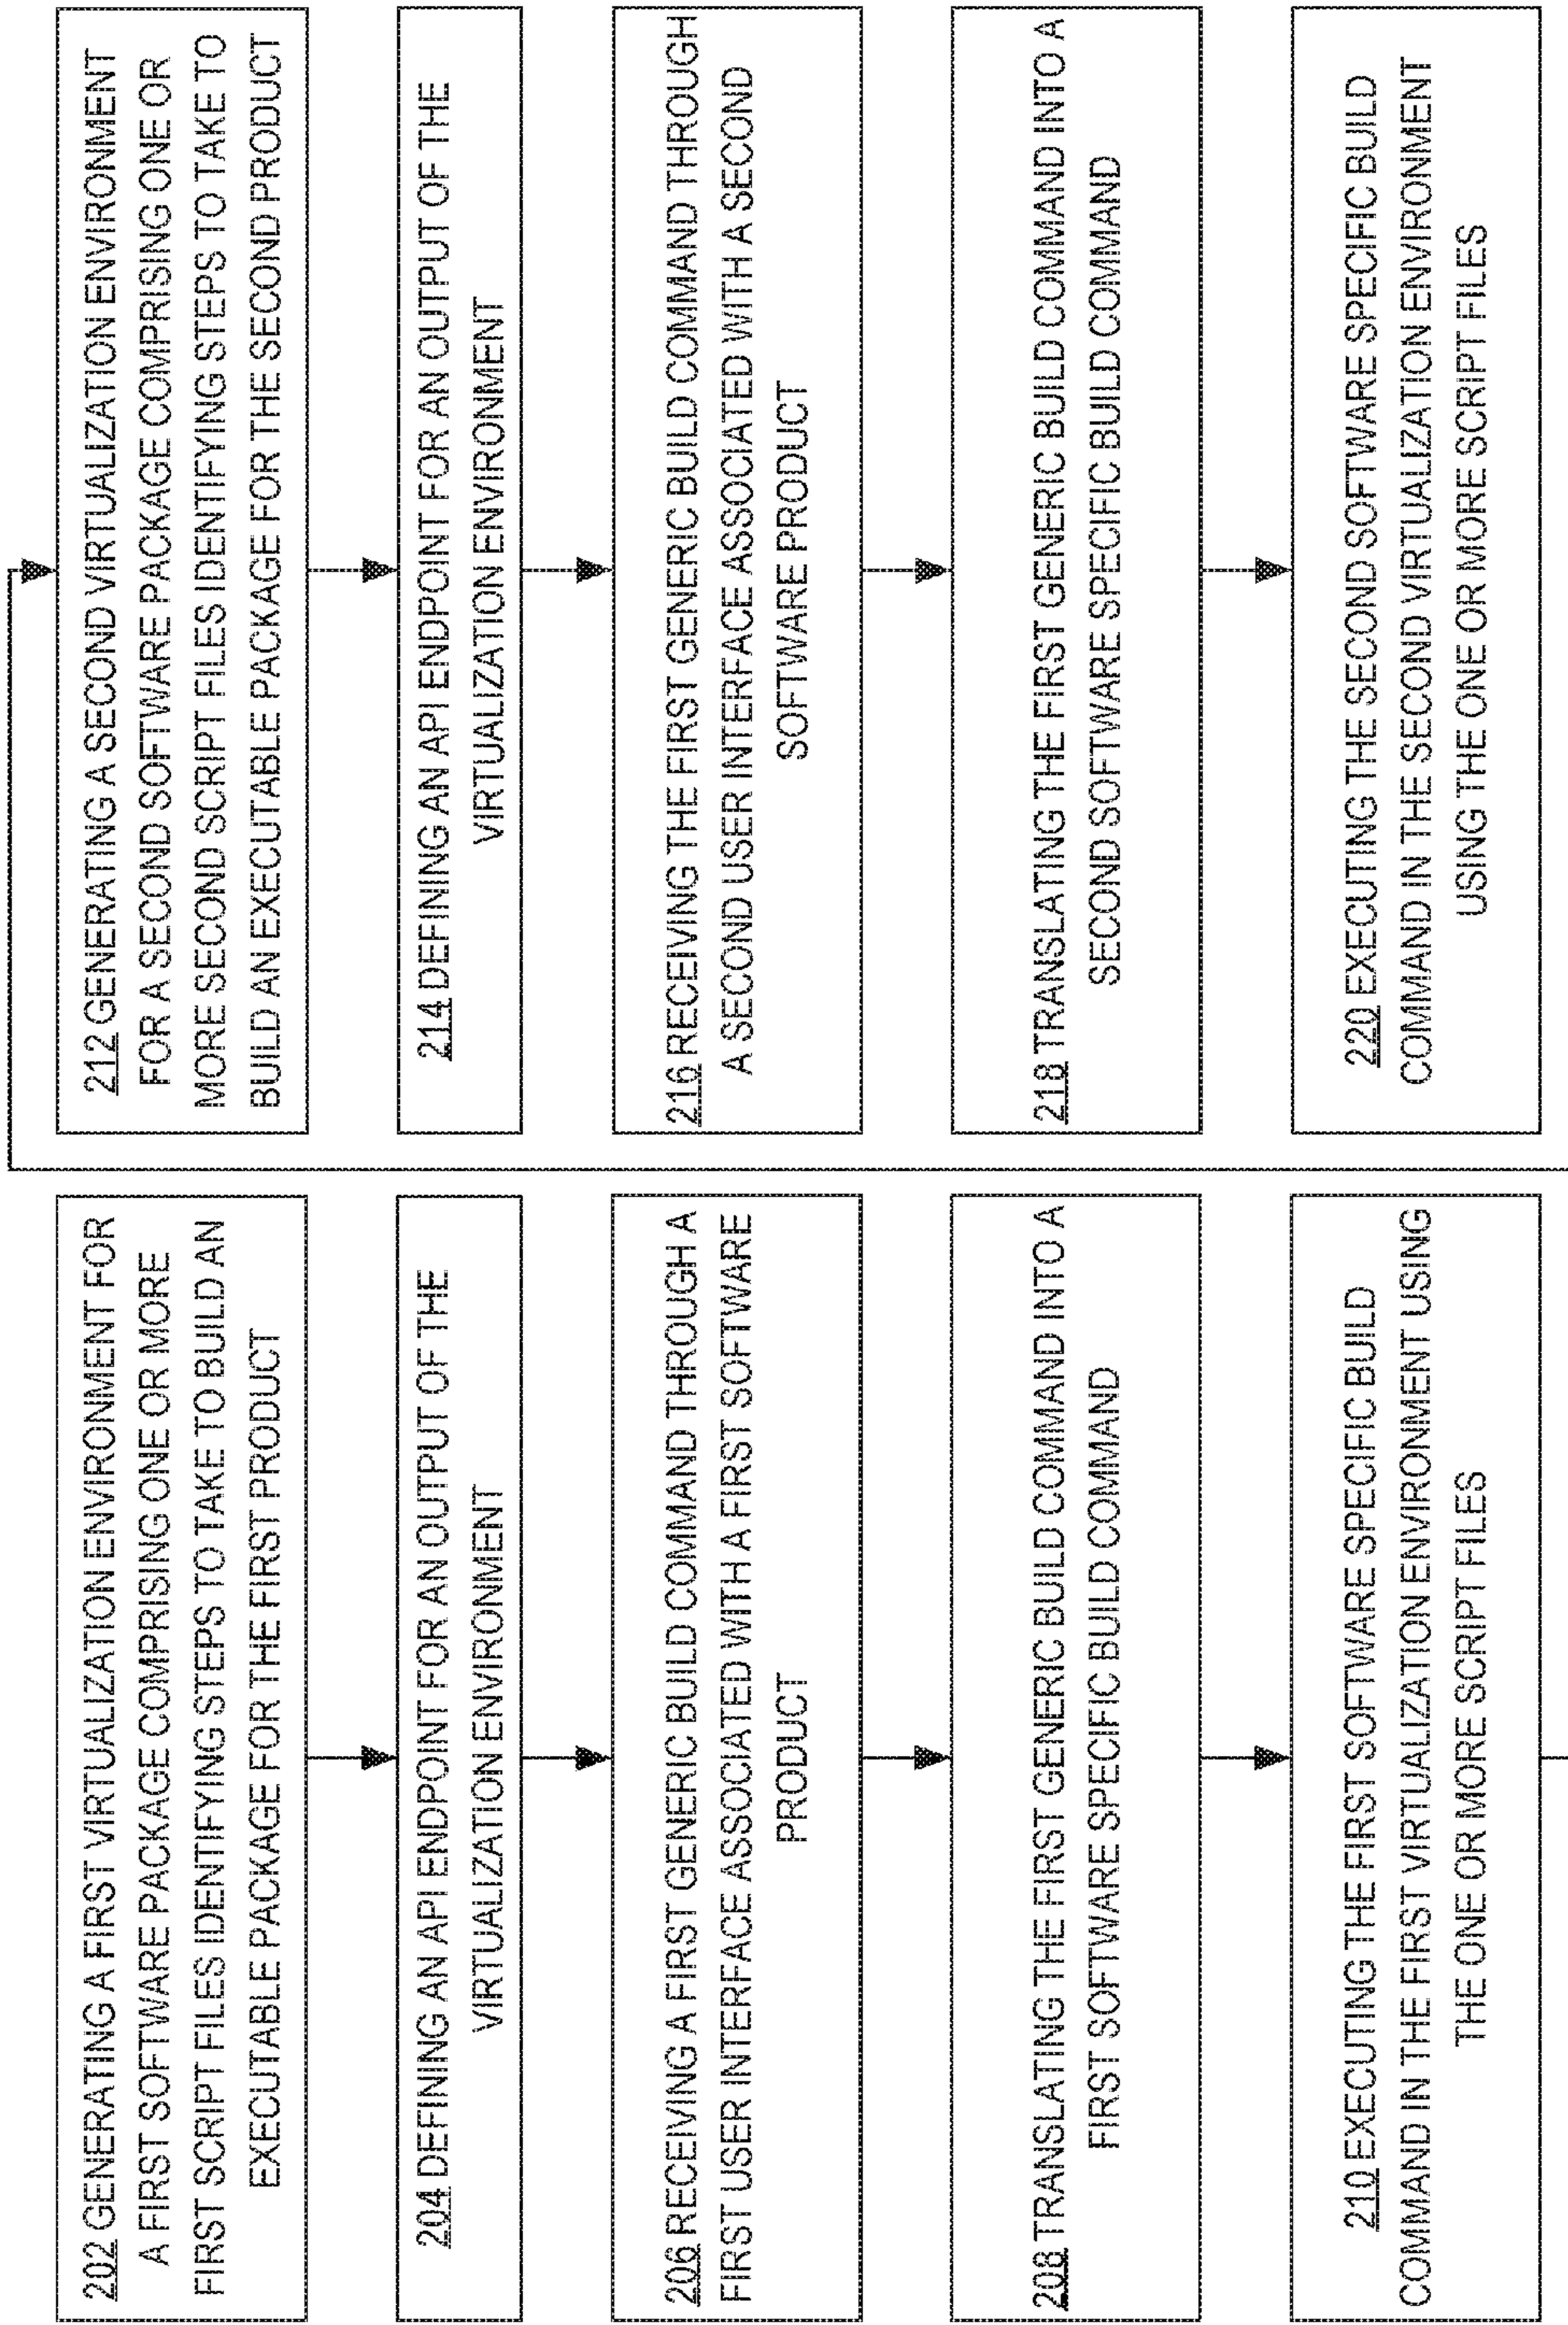 202 GENERATING A FIRST VIRTUALIZATION ENVIRONMENT FOR
A FIRST SOFTWARE PACKAGE COMPRISING ONE OR MORE
FIRST SCRIPT FILES IDENTIFYING STEPS TO TAKE TO BUILD AN
EXECUTABLE PACKAGE FOR THE FIRST PRODUCT
204 DEFINING AN API ENDPOINT FOR AN OUTPUT OF THE
VIRTUALIZATION ENVIRONMENT
206 RECEIVING A FIRST GENERIC BUILD COMMAND THROUGH A
FIRST USER INTERFACE ASSOCIATED WITH A FIRST SOFTWARE
PRODUCT
208 TRANSLATING THE FIRST GENERIC BUILD COMMAND INTO A
FIRST SOFTWARE SPECIFIC BUILD COMMAND
210 EXECUTING THE FIRST SOFTWARE SPECIFIC BUILD
COMMAND IN THE FIRST VIRTUALIZATION ENVIRONMENT USING
THE ONE OR MORE SCRIPT FILES
212 GENERATING A SECOND VIRTUALIZATION ENVIRONMENT
FOR A SECOND SOFTWARE PACKAGE COMPRISING ONE OR
MORE SECOND SCRIPT FILES IDENTIFYING STEPS TO TAKE TO
BUILD AN EXECUTABLE PACKAGE FOR THE SECOND PRODUCT
214 DEFINING AN API ENDPOINT FOR AN OUTPUT OF THE
VIRTUALIZATION ENVIRONMENT
216 RECEIVING THE FIRST GENERIC BUILD COMMAND THROUGH
A SECOND USER INTERFACE ASSOCIATED WITH A SECOND
SOFTWARE PRODUCT
218 TRANSLATING THE FIRST GENERIC BUILD COMMAND INTO A
SECOND SOFTWARE SPECIFIC BUILD COMMAND
220 EXECUTING THE SECOND SOFTWARE SPECIFIC BUILD
COMMAND IN THE SECOND VIRTUALIZATION ENVIRONMENT
USING THE ONE OR MORE SCRIPT FILES